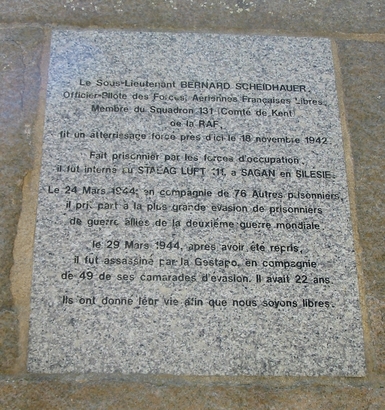 Le Sous-Lieutenant BERNARD SCHEIDHAUER,
Officier-Pilote des Forces Aériennes Françaises Libres,
Membre du Squadron 131 (Comté de Kent)
de la RAF,
fit un atterrissage forcé près d'ici le 18 novembre 1942.
Fait prisonnier par les forces d'occupation,
il fut interné au STALAG LUFT 111, à SAGAN en SILESIE.
Le 24 Mars 1944, en compagnie de 76 Autres prisonniers,
il prit part à la plus grande évasion de prisonniers
de guerre alliés de la deuxième guerre mondiale
le 29 Mars 1944, après avoir été repris,
il fut assassiné par la Gestapo, en compagnie
de 49 de ses camarades d'évasion. Il avait 22 ans.
Ils ont donné leur vie afin que nous soyons libres.